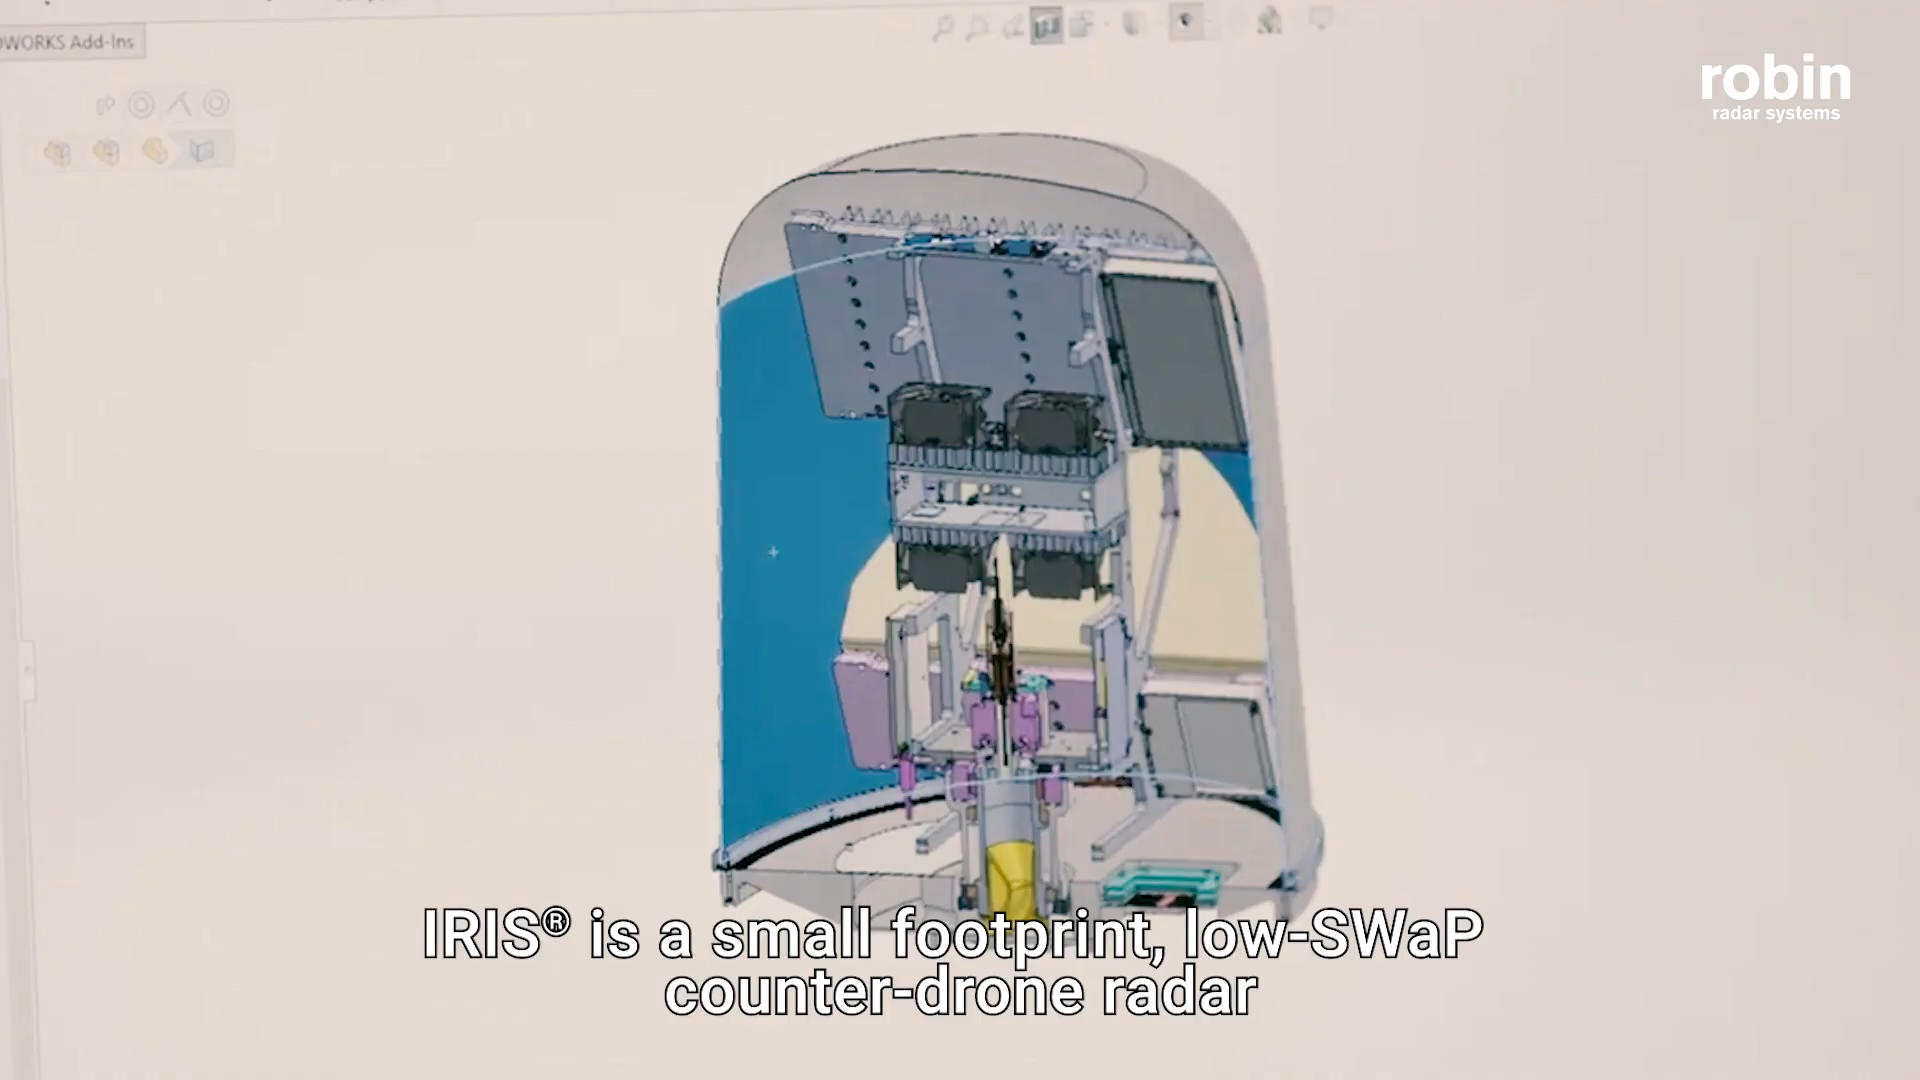 WORKS Add-Ins
robin
radar systems
IRIS® is a small footprint, low-SWaP
counter-drone radar